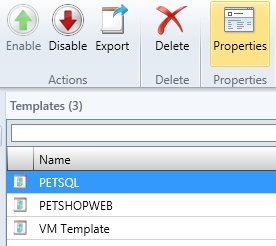 Enable Disable Export Delete Properties
Actions Delete Properties
Templates (3)
Name
PETSQL
PETSHOPWEB
VM Template